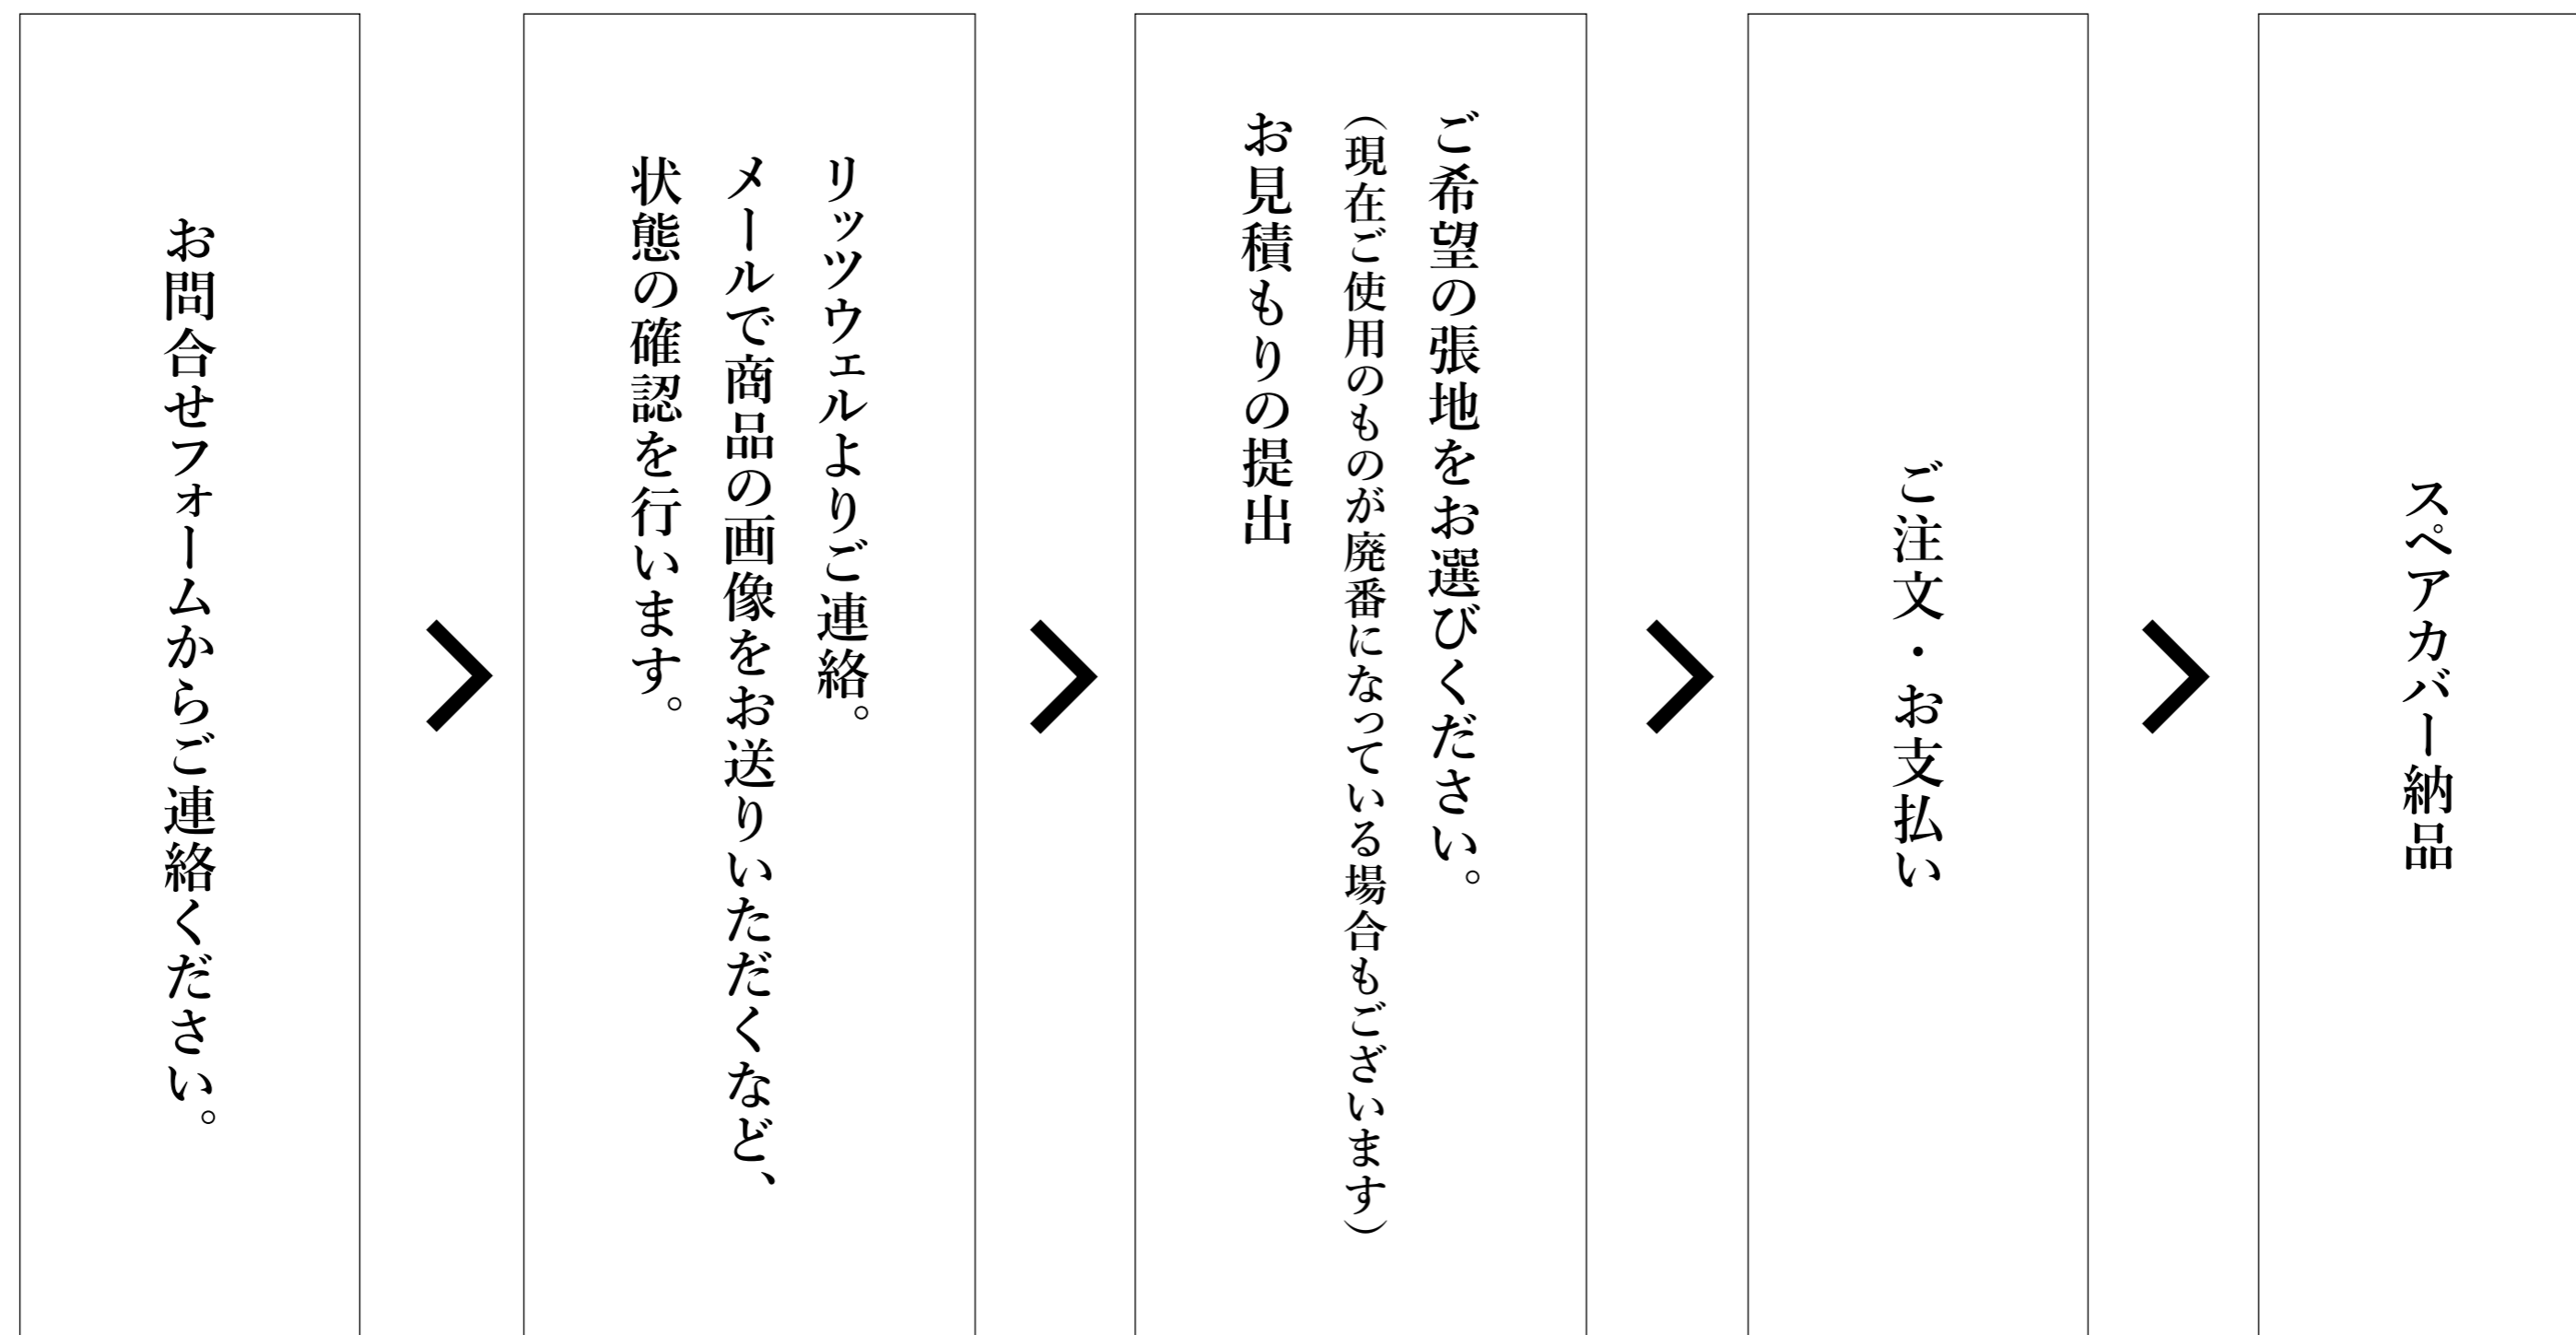 お問合せフォームからご連絡ください。
リッツウェルよりご連絡。
メールで商品の画像をお送りいただくなど、
状態の確認を行います。
ご希望の張地をお選びください。
（現在ご使用のものが廃番になっている場合もございます）
お見積もりの提出
ご注文・お支払い
スペアカバー納品